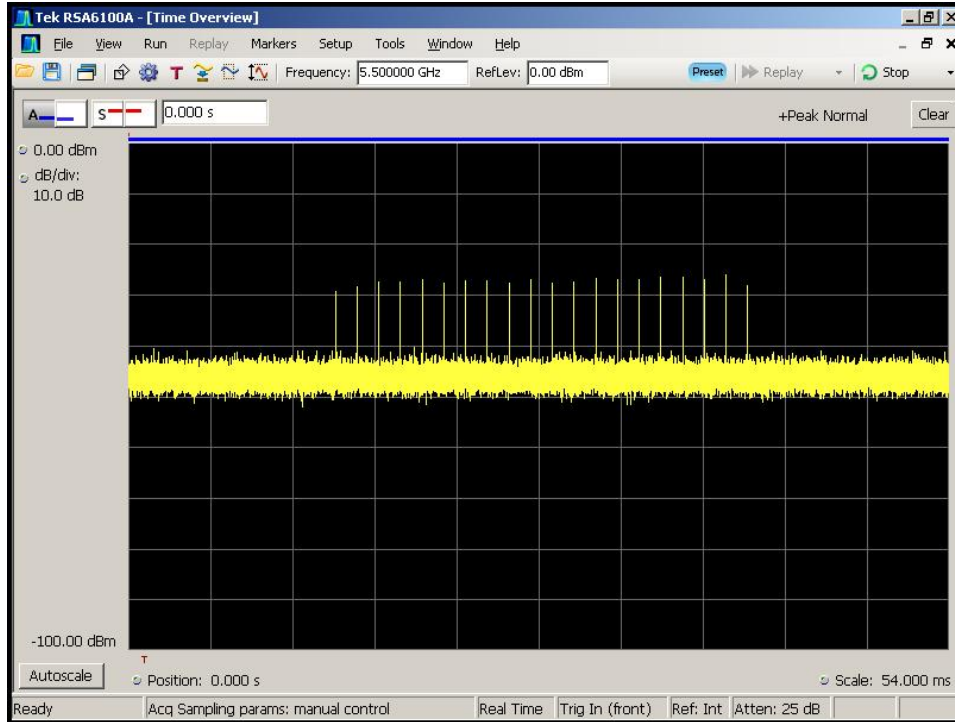 Tek RSA6100A - [Time Overview]
File View Run Replay Markers Setup Tools Window Help
T Frequency: 5.500000 GHz RefLev: 0.00 dBm Preset Replay Stop
A S 0.000 s +Peak Normal Clear
0.00 dBm
dB/div:
10.0 dB
-100.00 dBm
T
Autoscale Position: 0.000 s Scale: 54.000 ms
Ready Acq Sampling params: manual control Real Time Trig In (front) Ref: Int Atten: 25 dB